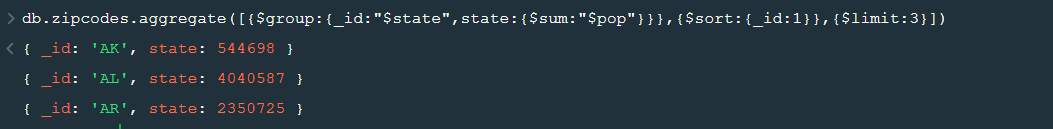 > db.zipcodes.aggregate([{$group:{_id:"$state",state:{$sum:"$pop"}}},{$sort:{_id:1}},{$limit:3}])
< { _id: 'AK', state: 544698 }
{ _id: 'AL', state: 4040587 }
{ _id: 'AR', state: 2350725 }